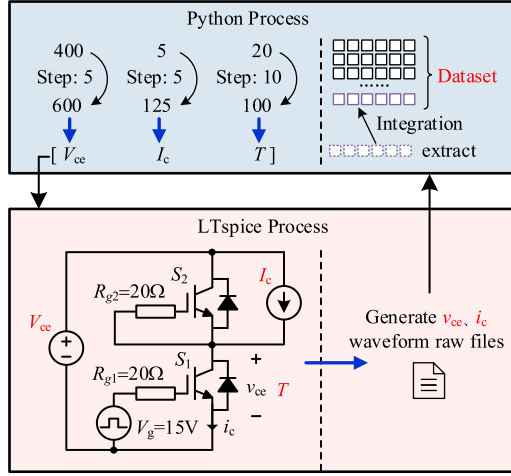 Python Process
400 5 20
Step: 5 Step: 5 Step: 10
600 125 100
[ Vce Ic T ]
......
Dataset
Integration
extract
LTspice Process
S2
Rg2=20Ω
Ic
Vce
S1
Rg1=20Ω
+
vce T
−
Vg=15V
ic
Generate vce、ic
waveform raw files